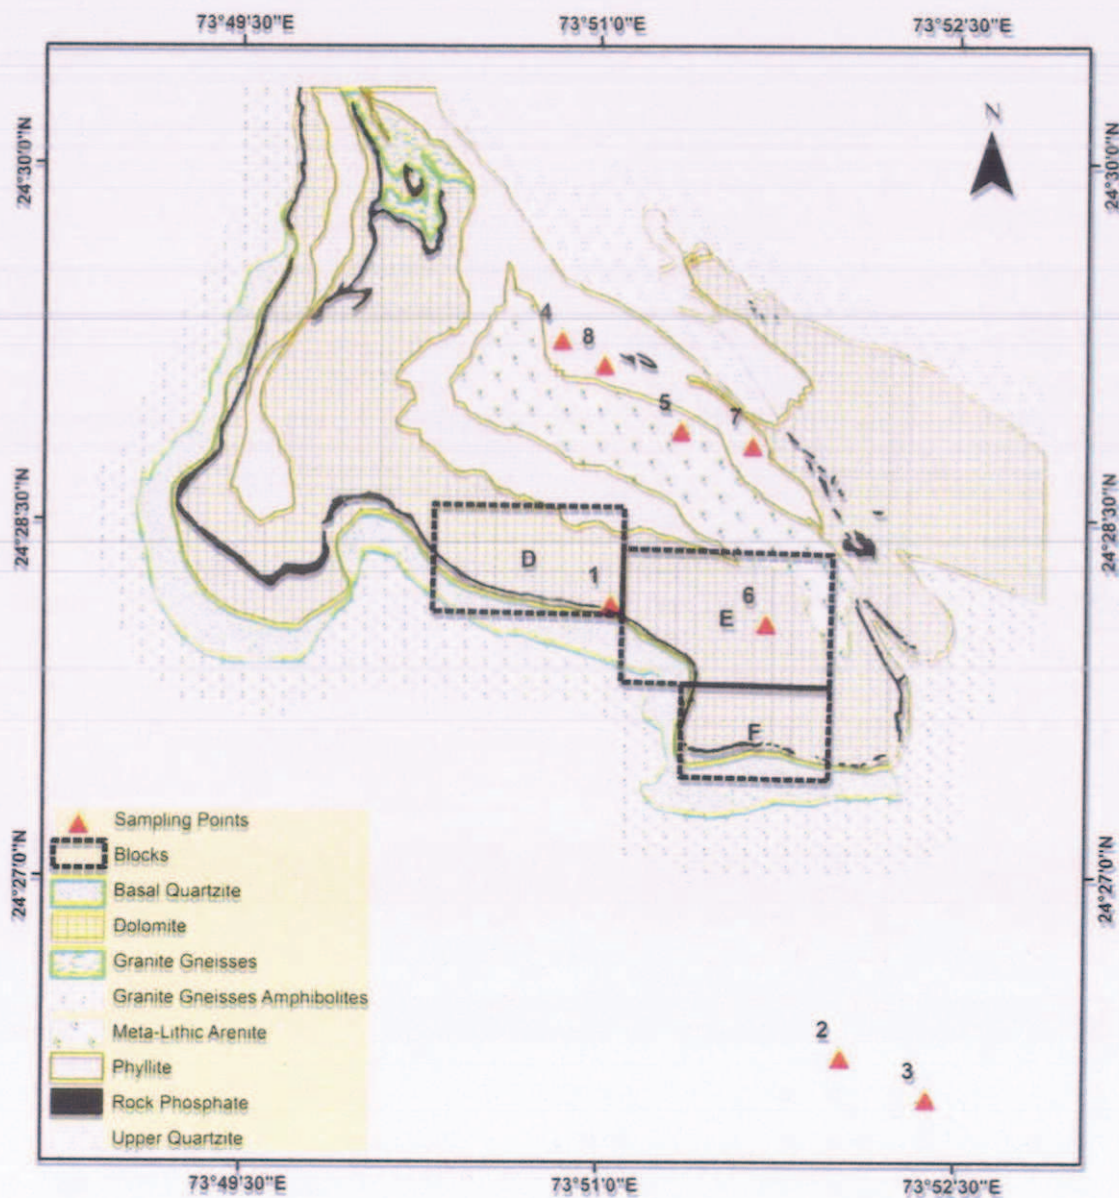 73°49'30"E 73°51'0"E 73°52'30"E
N
24°30'0"N 24°30'0"N
4
8
5 7
24°28'30"N 24°28'30"N
D 1
6
E
F
Sampling Points
Blocks
Basal Quartzite
24°27'0"N 24°27'0"N
Dolomite
Granite Gneisses
Granite Gneisses Amphibolites
Meta-Lithic Arenite
2
Phyllite
3
Rock Phosphate
Upper Quartzite
73°49'30"E 73°51'0"E 73°52'30"E